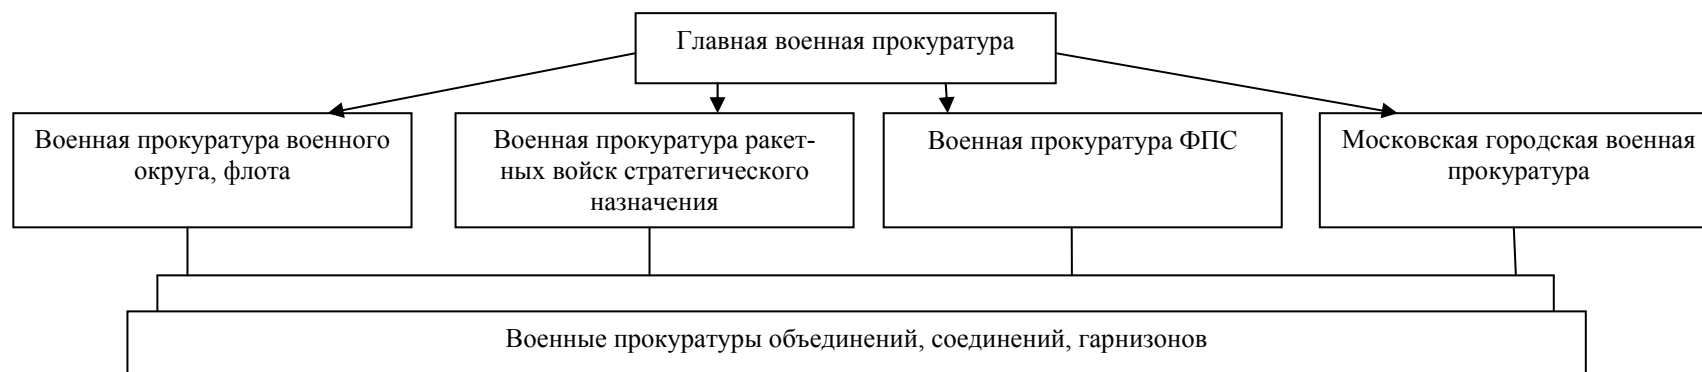 Главная военная прокуратура
Военная прокуратура военного
округа, флота
Военная прокуратура ракет-
ных войск стратегического
назначения
Военная прокуратура ФПС
Московская городская военная
прокуратура
Военные прокуратуры объединений, соединений, гарнизонов